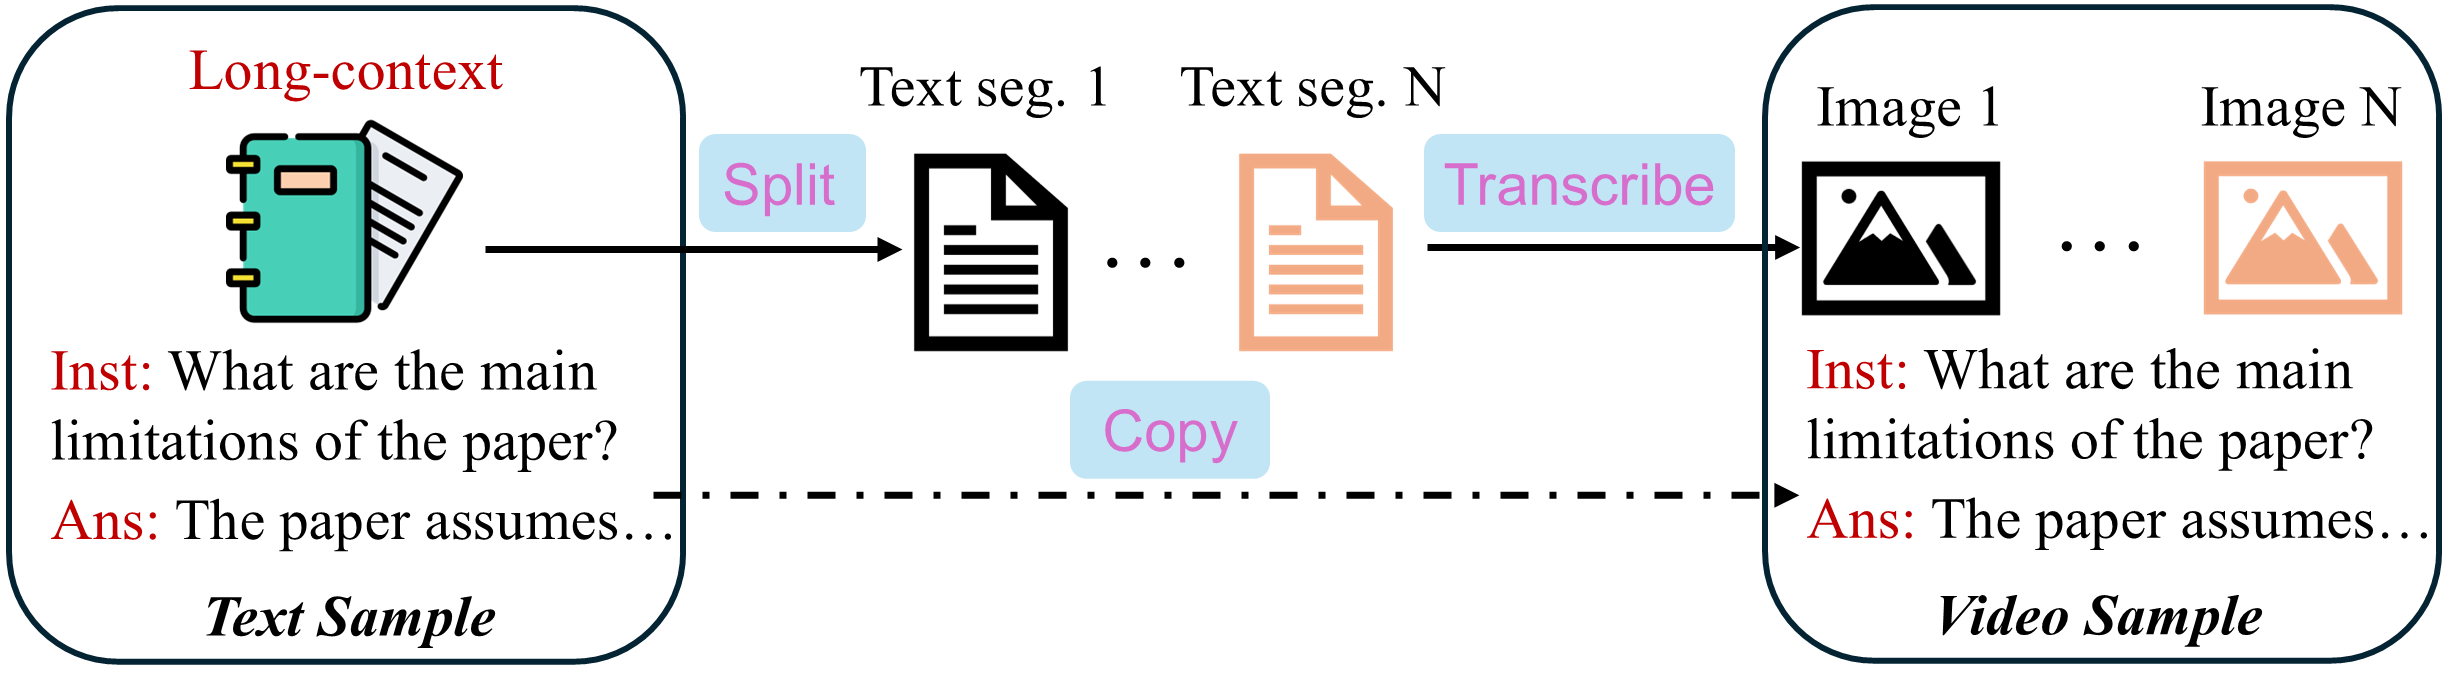 Long-context
Inst: What are the main
limitations of the paper?
Ans: The paper assumes…
Text Sample
Split
Text seg. 1
…
Text seg. N
Transcribe
Copy
Image 1
…
Image N
Inst: What are the main
limitations of the paper?
Ans: The paper assumes…
Video Sample